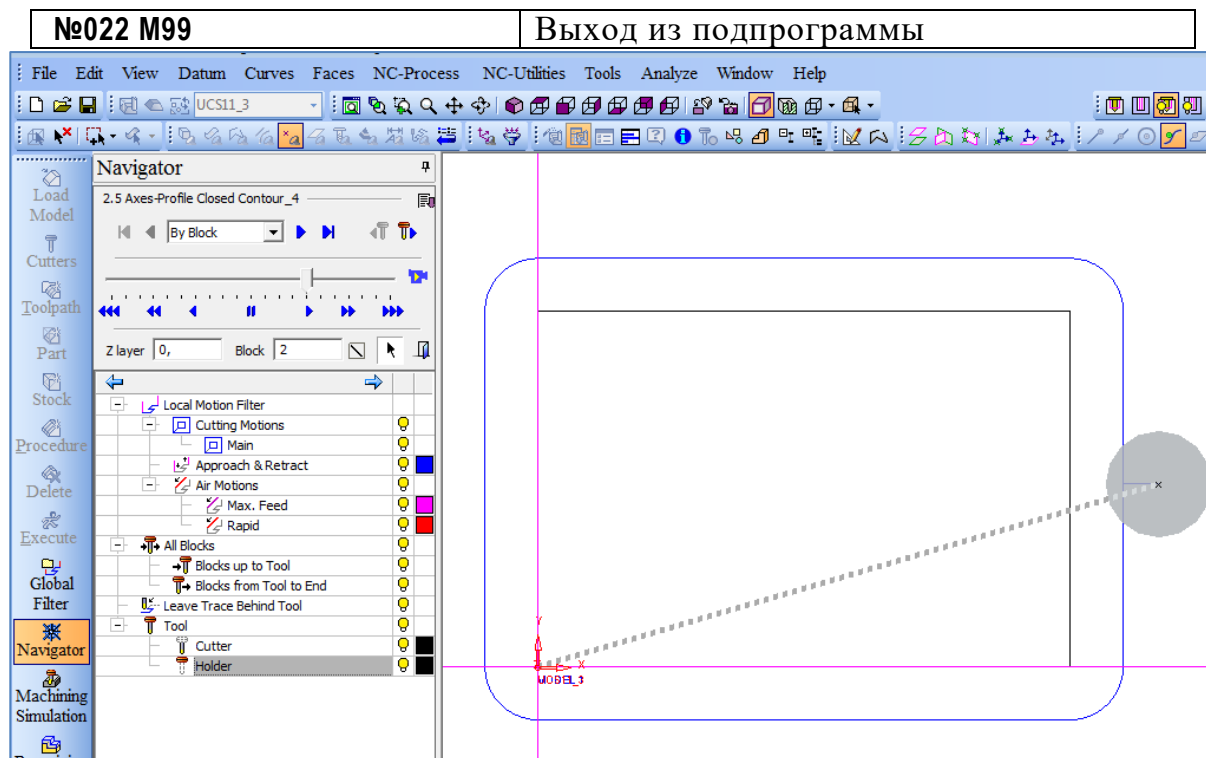 №022 M99 Выход из подпрограммы
File Edit View Datum Curves Faces NC-Process NC-Utilities Tools Analyze Window Help
UCS11_3
Load
Model
Cutters
Toolpath
Part
Stock
Procedure
Delete
Execute
Global
Filter
Navigator
Machining
Simulation
Navigator
2.5 Axes-Profile Closed Contour_4
By Block
Z layer 0, Block 2
Local Motion Filter
Cutting Motions
Main
Approach & Retract
Air Motions
Max. Feed
Rapid
All Blocks
Blocks up to Tool
Blocks from Tool to End
Leave Trace Behind Tool
Tool
Cutter
Holder
Y
X
MODEL_3